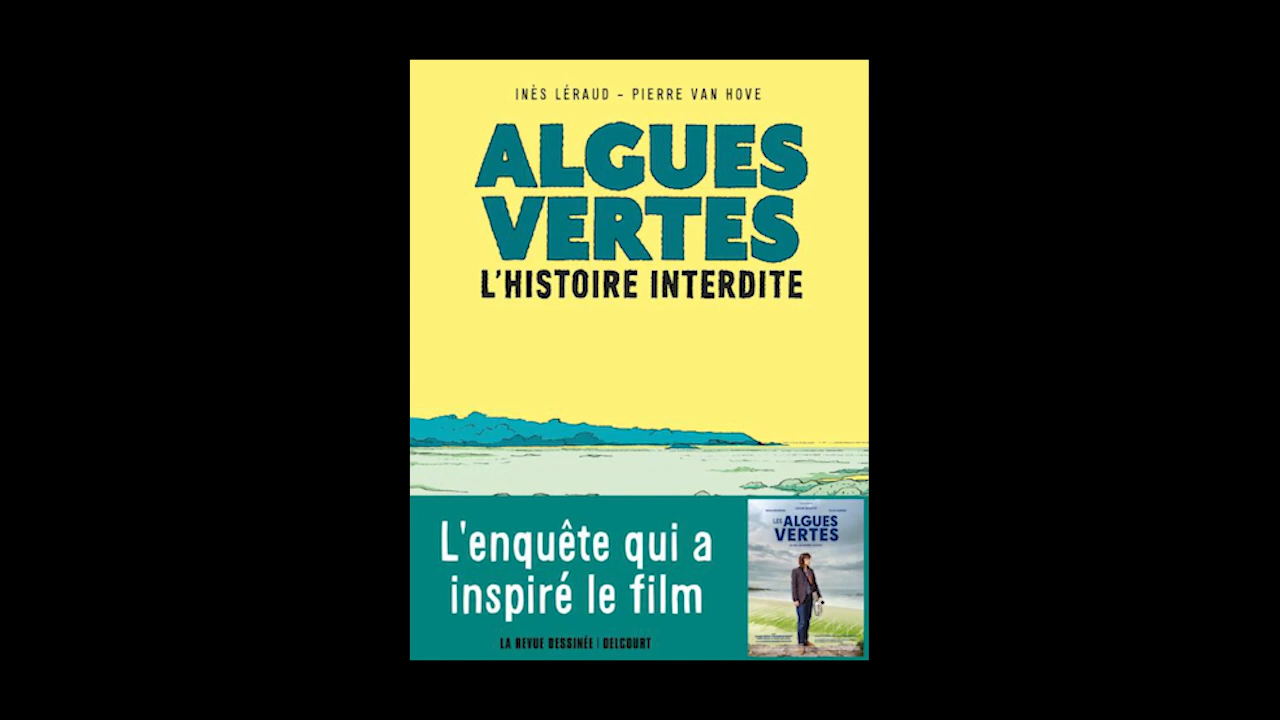 INÈS LÉRAUD – PIERRE VAN HOVE
ALGUES
VERTES
L'HISTOIRE INTERDITE
L'enquête qui a
inspiré le film
LA REVUE DESSINÉE | DELCOURT
LES ALGUES
VERTES